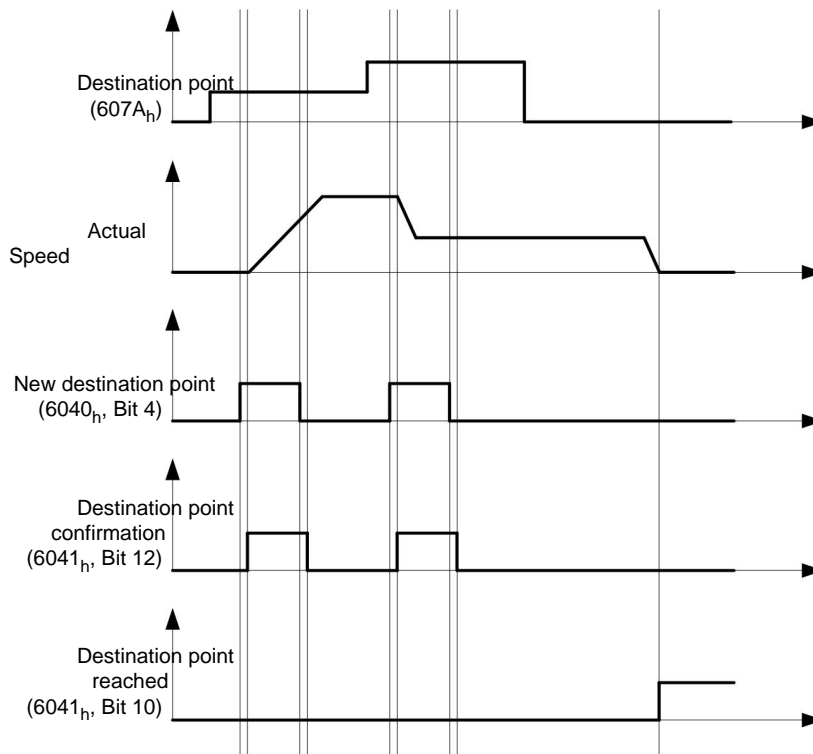 Destination point
(607Ah)
Actual
Speed
New destination point
(6040h, Bit 4)
Destination point
confirmation
(6041h, Bit 12)
Destination point
reached
(6041h, Bit 10)